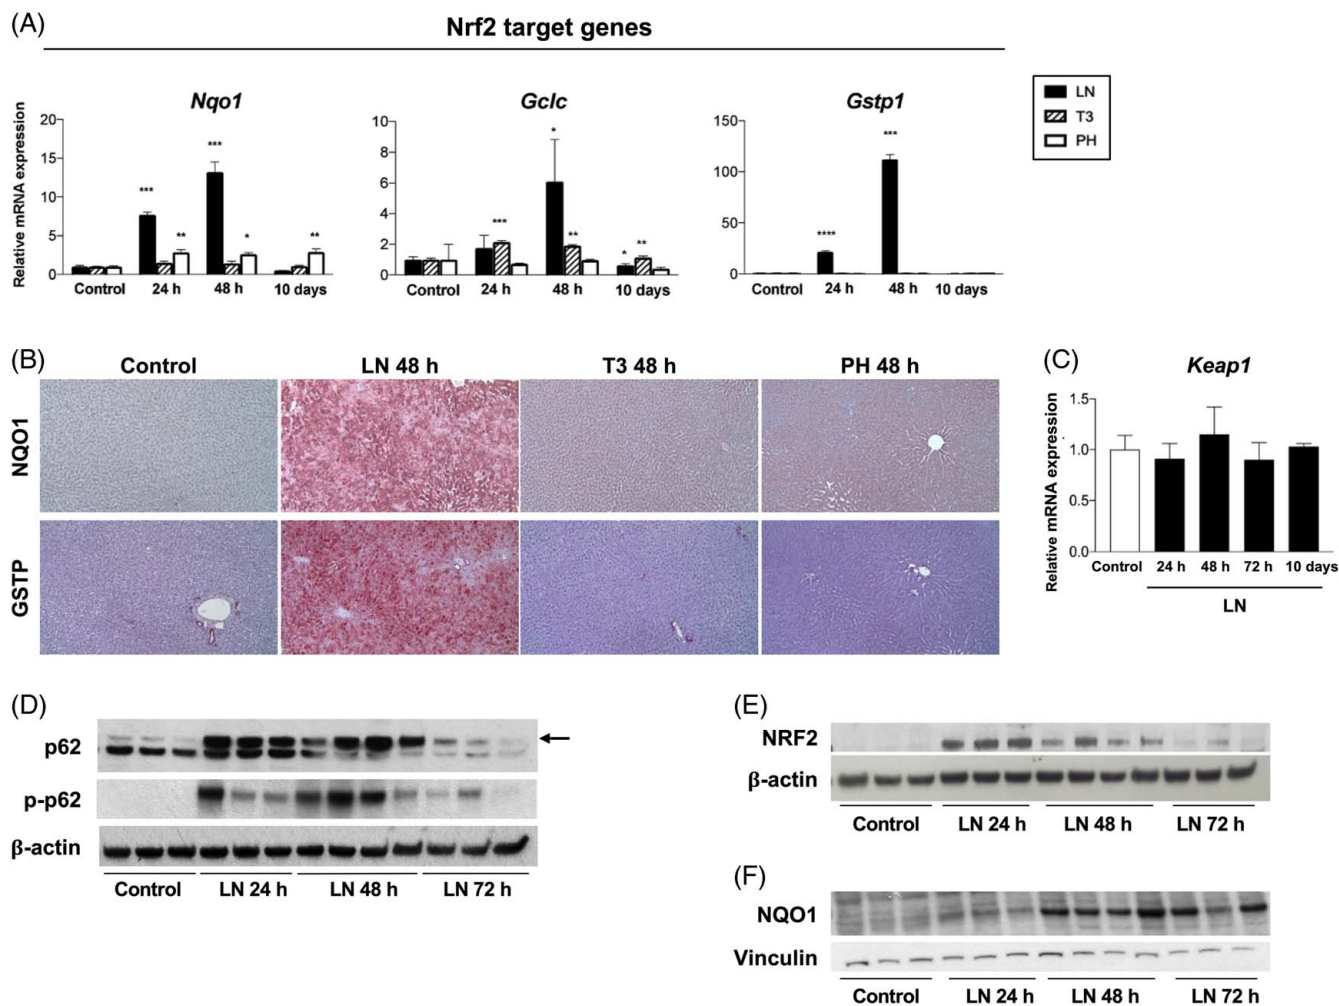 (A)
Nrf2 target genes
Nqo1
Gclc
Gstp1
LN
T3
PH
Relative mRNA expression
20
15
10
5
0
***
***
**
*
**
Control
24 h
48 h
10 days
10
8
6
4
2
0
***
*
**
*
**
Control
24 h
48 h
10 days
150
100
50
0
****
***
Control
24 h
48 h
10 days
(B)
Control
LN 48 h
T3 48 h
PH 48 h
NQO1
GSTP
(C)
Keap1
Relative mRNA expression
1.5
1.0
0.5
0.0
Control
24 h
48 h
72 h
10 days
LN
(D)
p62
p-p62
β-actin
Control
LN 24 h
LN 48 h
LN 72 h
(E)
NRF2
β-actin
Control
LN 24 h
LN 48 h
LN 72 h
(F)
NQO1
Vinculin
Control
LN 24 h
LN 48 h
LN 72 h